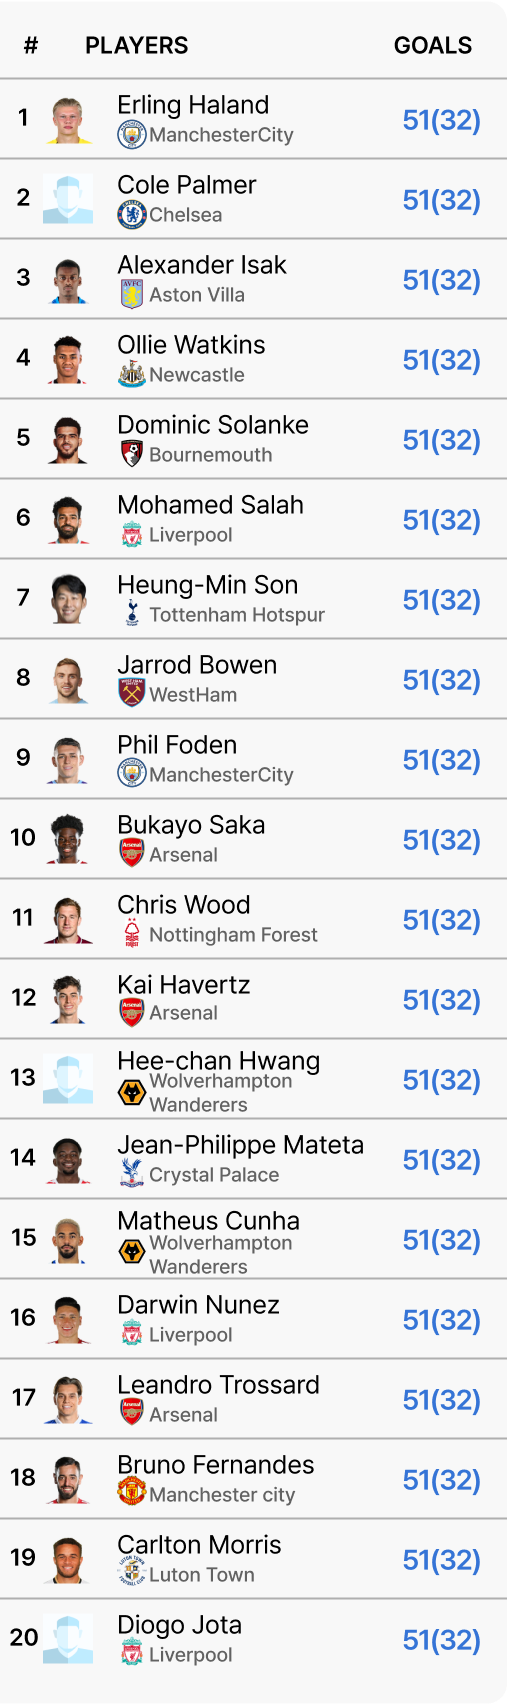 # PLAYERS GOALS
1 Erling Haland 51(32)
ManchesterCity
2 Cole Palmer 51(32)
Chelsea
3 Alexander Isak 51(32)
AVFC
Aston Villa
4 Ollie Watkins 51(32)
Newcastle
5 Dominic Solanke 51(32)
Bournemouth
6 Mohamed Salah 51(32)
Liverpool
7 Heung-Min Son 51(32)
Tottenham Hotspur
8 Jarrod Bowen 51(32)
WestHam
9 Phil Foden 51(32)
ManchesterCity
10 Bukayo Saka 51(32)
Arsenal Arsenal
11 Chris Wood 51(32)
Nottingham Forest
12 Kai Havertz 51(32)
Arsenal Arsenal
13 Hee-chan Hwang 51(32)
Wolverhampton
Wanderers
14 Jean-Philippe Mateta 51(32)
Crystal Palace
15 Matheus Cunha 51(32)
Wolverhampton
Wanderers
16 Darwin Nunez 51(32)
Liverpool
17 Leandro Trossard 51(32)
Arsenal Arsenal
18 Bruno Fernandes 51(32)
Manchester city
19 Carlton Morris 51(32)
Luton Town
20 Diogo Jota 51(32)
Liverpool